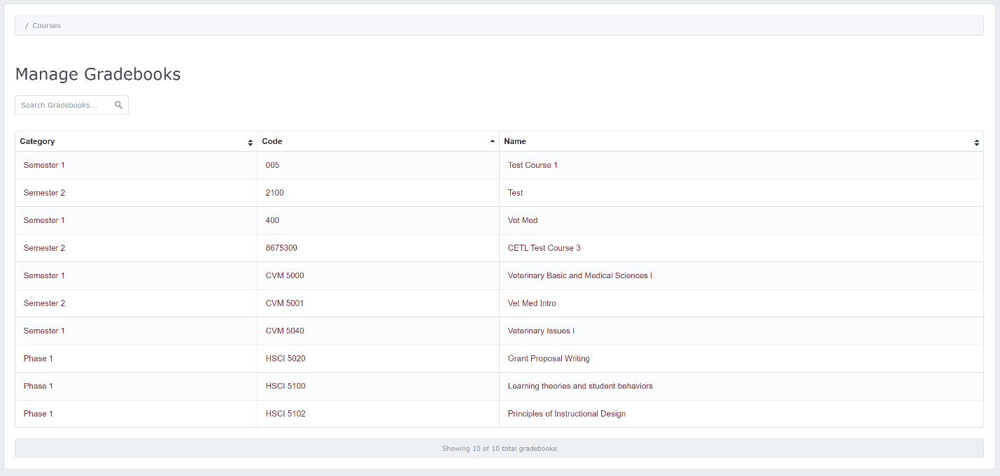 / Courses
Manage Gradebooks
Search Gradebooks...
Category Code Name
Semester 1 005 Test Course 1
Semester 2 2100 Test
Semester 1 400 Vet Med
Semester 2 8675309 CETL Test Course 3
Semester 1 CVM 5000 Veterinary Basic and Medical Sciences I
Semester 2 CVM 5001 Vet Med Intro
Semester 1 CVM 5040 Veterinary Issues I
Phase 1 HSCI 5020 Grant Proposal Writing
Phase 1 HSCI 5100 Learning theories and student behaviors
Phase 1 HSCI 5102 Principles of Instructional Design
Showing 10 of 10 total gradebooks